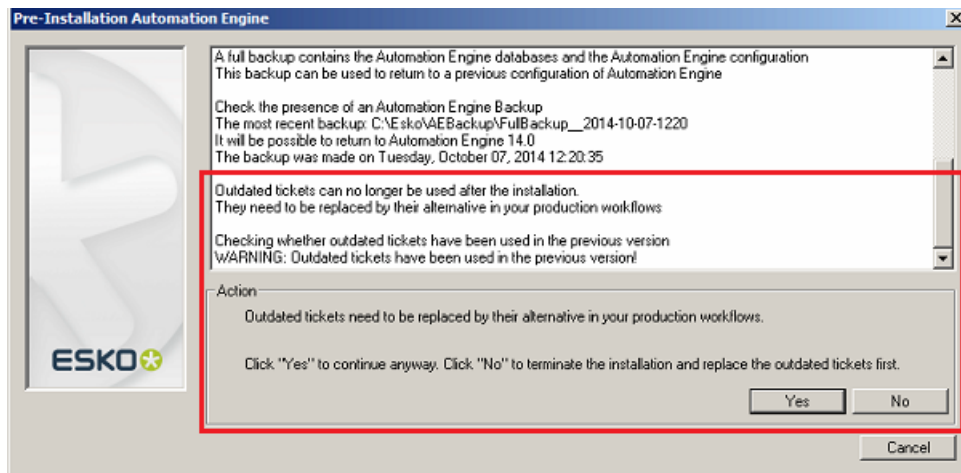 Pre-Installation Automation Engine
A full backup contains the Automation Engine databases and the Automation Engine configuration
This backup can be used to return to a previous configuration of Automation Engine
Check the presence of an Automation Engine Backup
The most recent backup: C:\Esko\AEBackup\FullBackup__2014-10-07-1220
It will be possible to return to Automation Engine 14.0
The backup was made on Tuesday, October 07, 2014 12:20:35
Outdated tickets can no longer be used after the installation.
They need to be replaced by their alternative in your production workflows
Checking whether outdated tickets have been used in the previous version
WARNING: Outdated tickets have been used in the previous version!
Action
Outdated tickets need to be replaced by their alternative in your production workflows.
ESKO
Click "Yes" to continue anyway. Click "No" to terminate the installation and replace the outdated tickets first.
Yes
No
Cancel